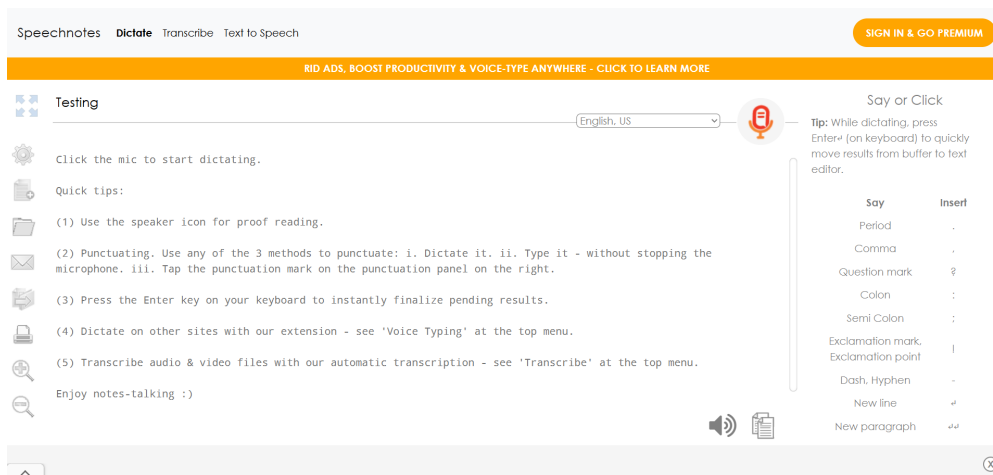 Speechnotes Dictate Transcribe Text to Speech SIGN IN & GO PREMIUM
RID ADS, BOOST PRODUCTIVITY & VOICE-TYPE ANYWHERE - CLICK TO LEARN MORE
Testing
English, US
Click the mic to start dictating.
Quick tips:
(1) Use the speaker icon for proof reading.
(2) Punctuating. Use any of the 3 methods to punctuate: i. Dictate it. ii. Type it - without stopping the
microphone. iii. Tap the punctuation mark on the punctuation panel on the right.
(3) Press the Enter key on your keyboard to instantly finalize pending results.
(4) Dictate on other sites with our extension - see 'Voice Typing' at the top menu.
(5) Transcribe audio & video files with our automatic transcription - see 'Transcribe' at the top menu.
Enjoy notes-talking :)
Say or Click
Tip: While dictating, press
Enter↵ (on keyboard) to quickly
move results from buffer to text
editor.
Say Insert
Period .
Comma ,
Question mark ?
Colon :
Semi Colon ;
Exclamation mark,
Exclamation point !
Dash, Hyphen -
New line ↵
New paragraph ↵↵